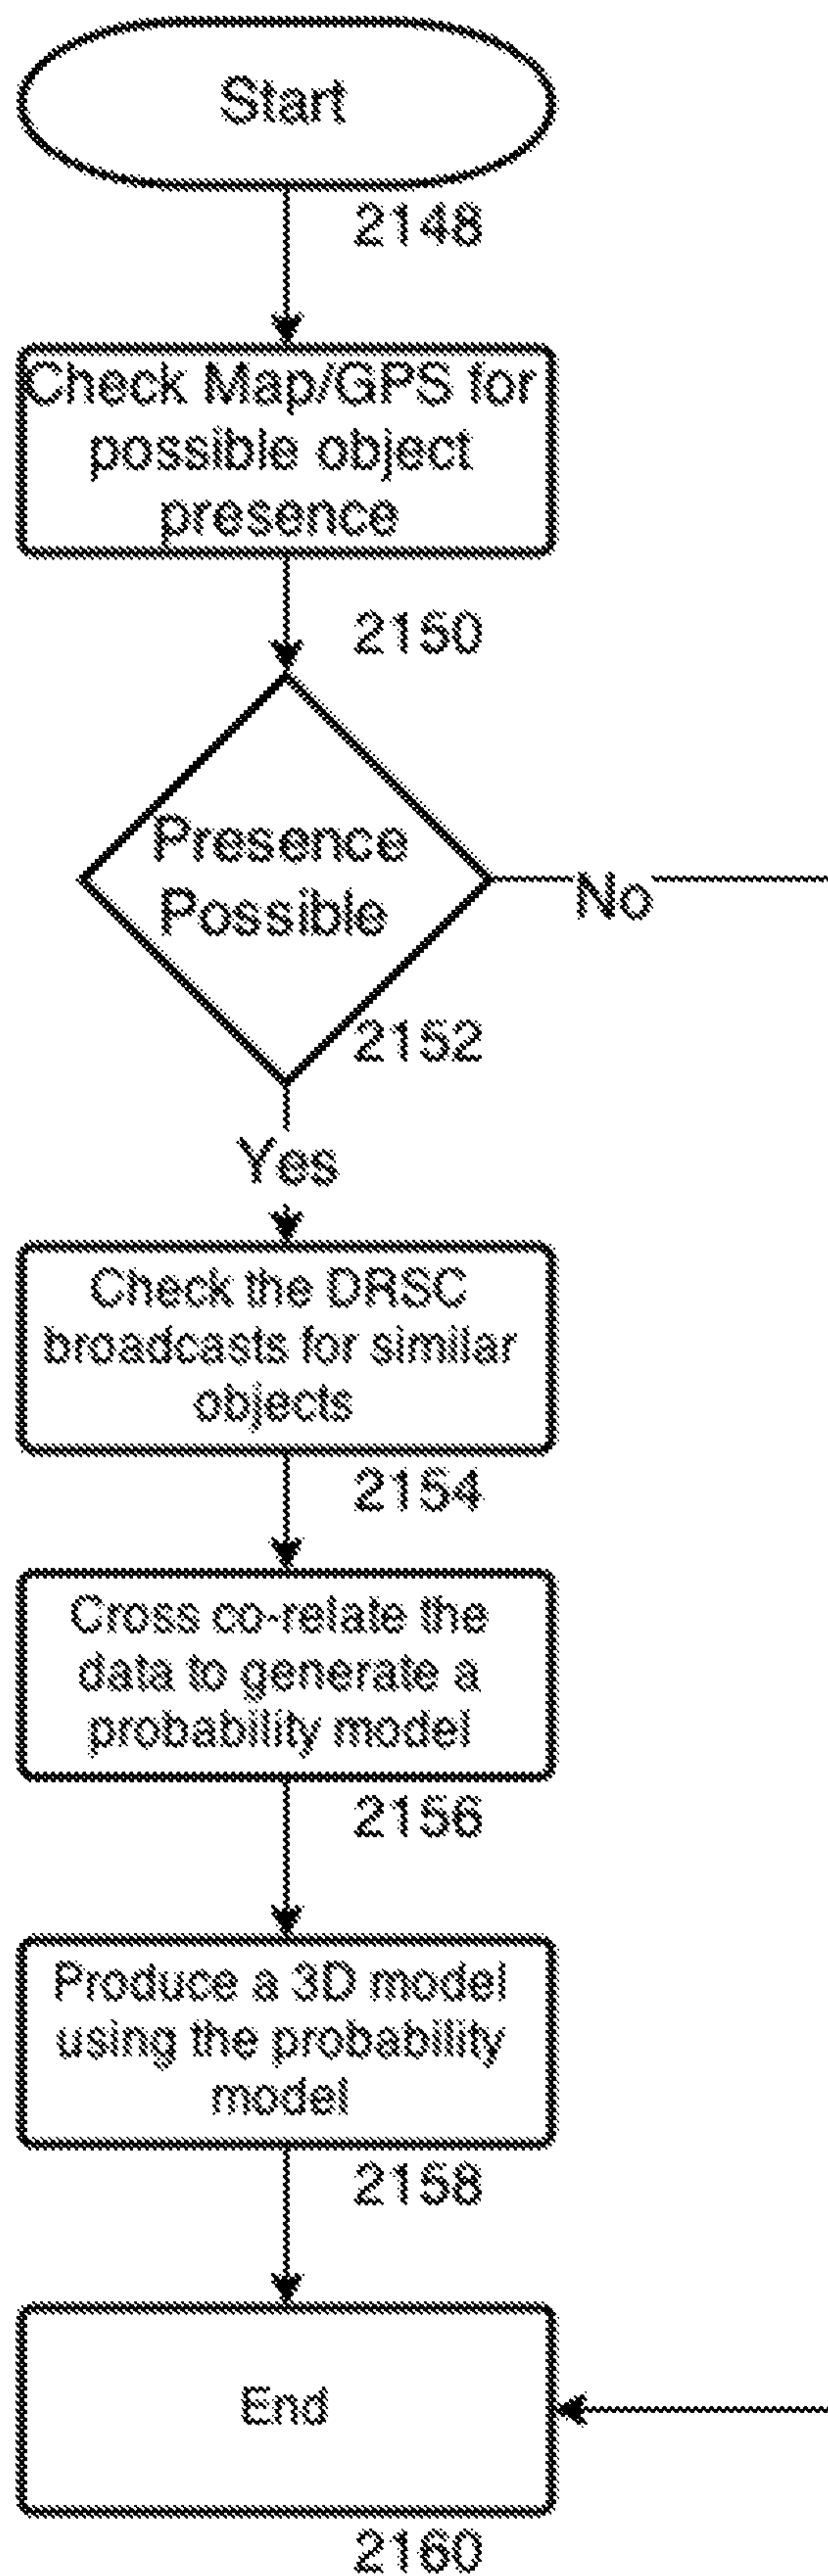 Start
2148
Check Map/GPS for
possible object
presence
2150
Presence
Possible
No
2152
Yes
Check the DRSC
broadcasts for similar
objects
2154
Cross co-relate the
data to generate a
probability model
2156
Produce a 3D model
using the probability
model
2158
End
2160